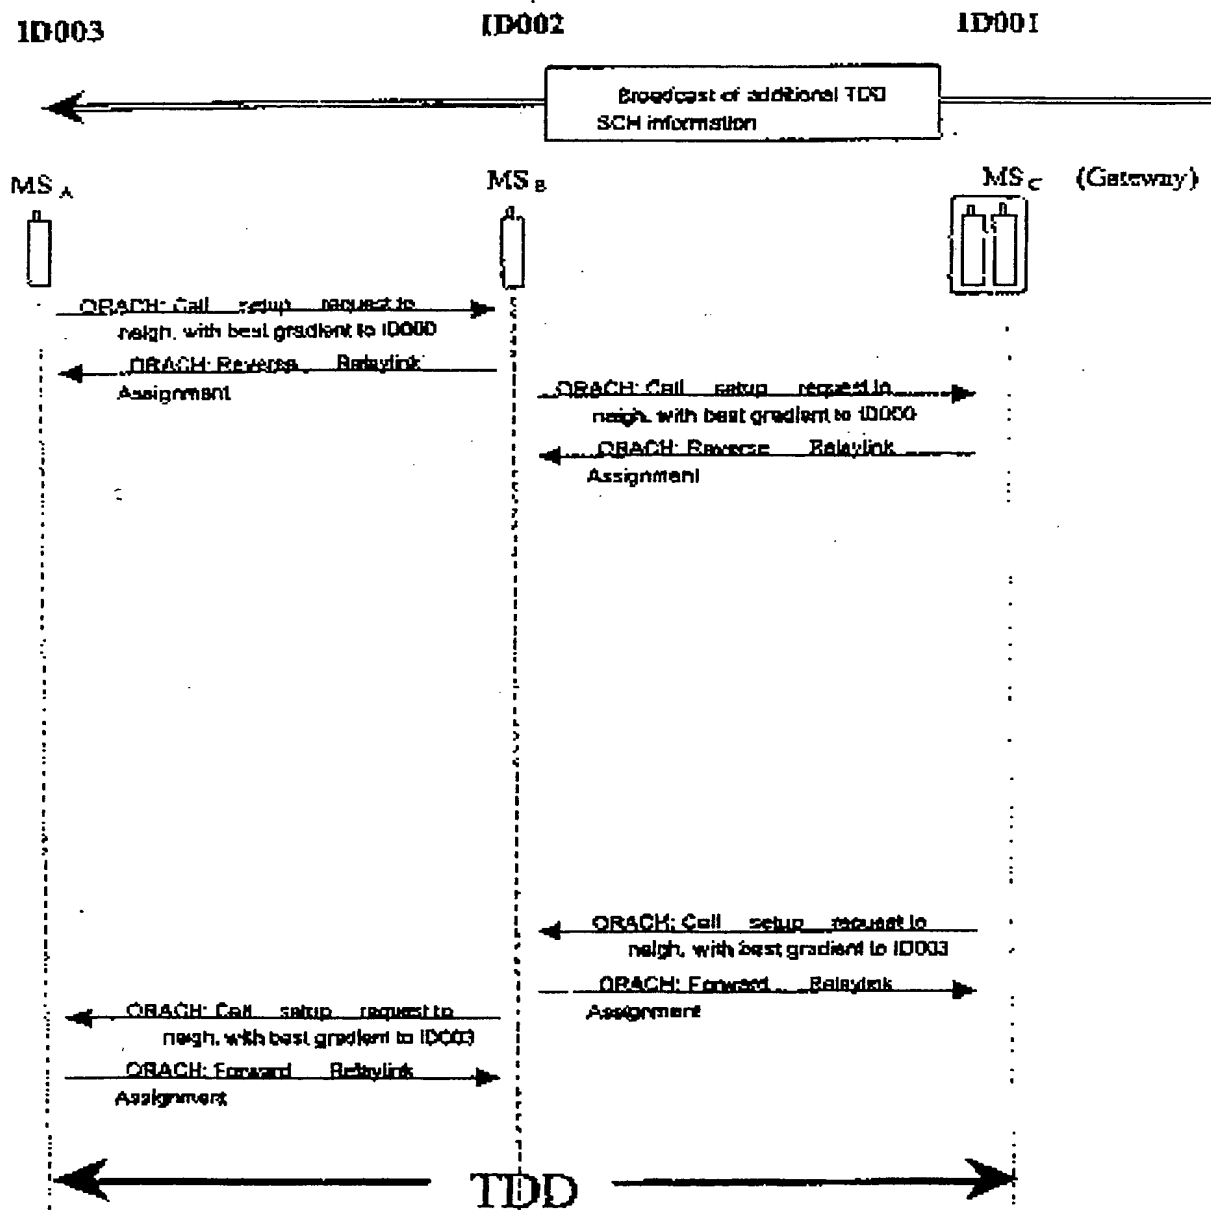 ID003 ID002 ID001
Broadcast of additional TDD
SCH information
MS A MS B MS C (Gateway)
ORACH: Call setup request to
neigh. with best gradient to ID000
ORACH: Reverse Relaylink
Assignment
ORACH: Call setup request to
neigh. with best gradient to ID000
ORACH: Reverse Relaylink
Assignment
ORACH: Call setup request to
neigh. with best gradient to ID003
ORACH: Forward Relaylink
Assignment
ORACH: Call setup request to
neigh. with best gradient to ID003
ORACH: Forward Relaylink
Assignment
TDD